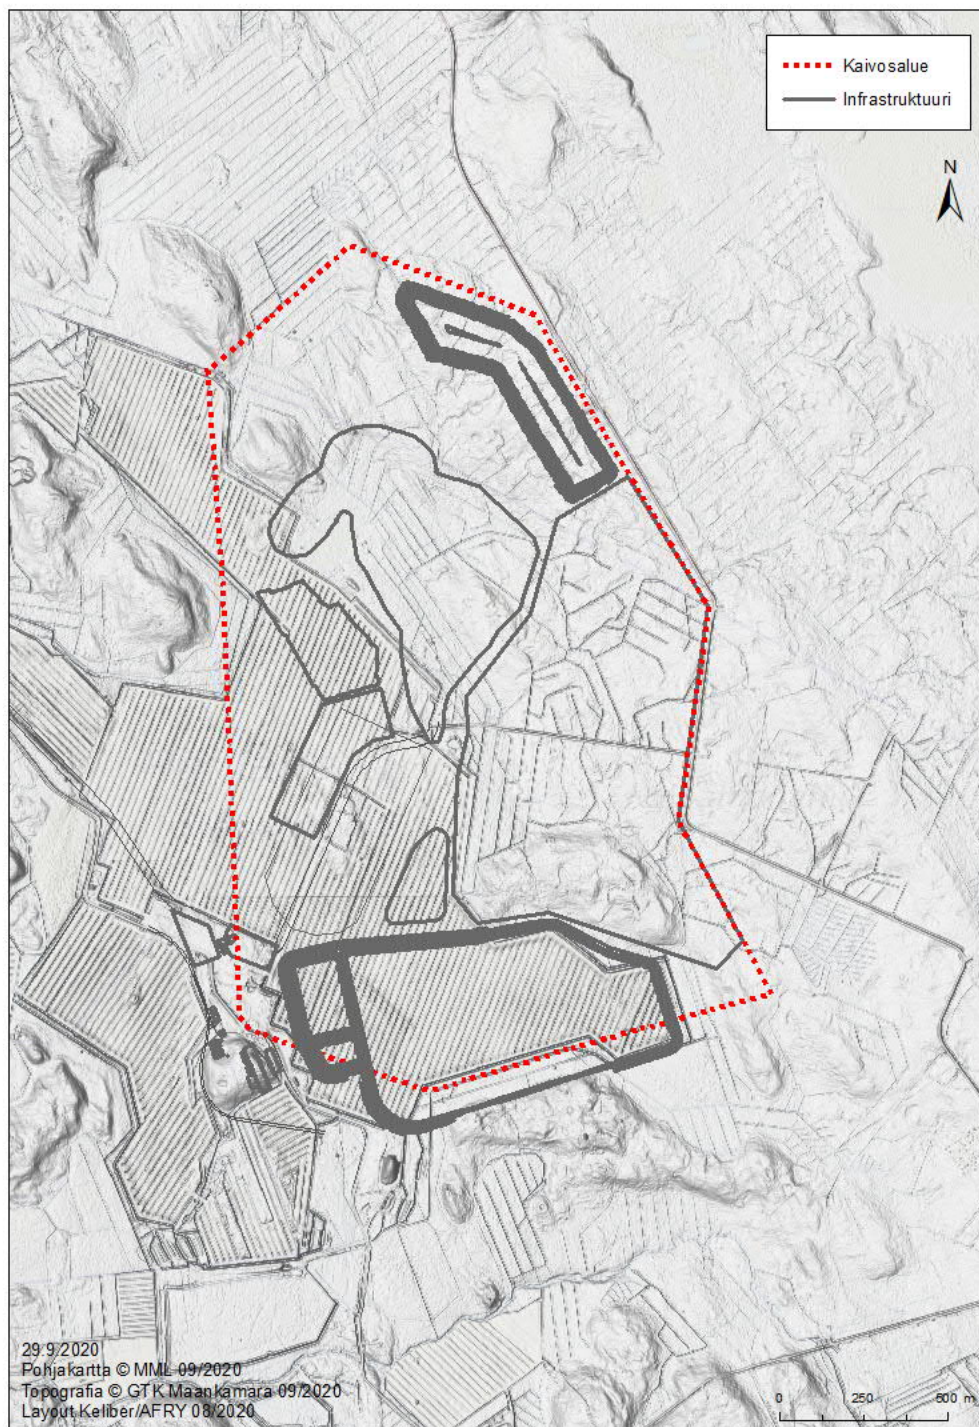 Kaivosalue
Infrastruktuuri
N
29.9.2020
Pohjakartta © MML 09/2020
Topografia © GTK Maankamara 09/2020
Layout Keliber/AFRY 08/2020
0 250 500 m